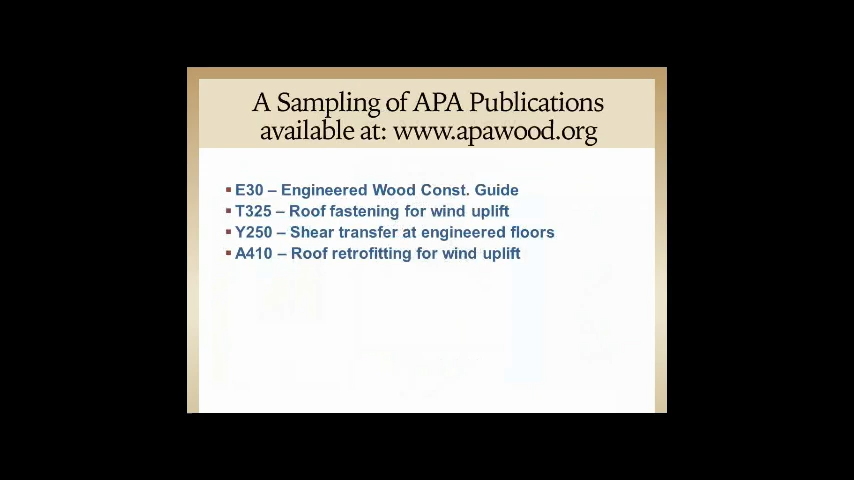 A Sampling of APA Publications
available at: www.apawood.org
▪ E30 – Engineered Wood Const. Guide
▪ T325 – Roof fastening for wind uplift
▪ Y250 – Shear transfer at engineered floors
▪ A410 – Roof retrofitting for wind uplift